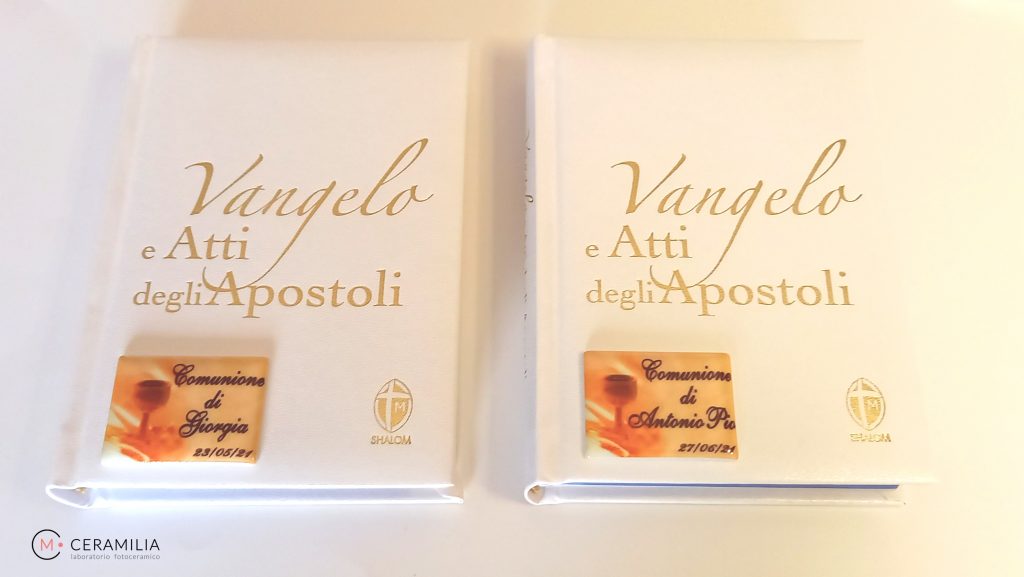 Vangelo
e Atti
degli Apostoli
Comunione
di
Giorgia
23/05/21
M
SHALOM
Vangelo
e Atti
degli Apostoli
Comunione
di
Antonio Pio
27/06/21
M
SHALOM
M
CERAMILIA
laboratorio fotoceramico